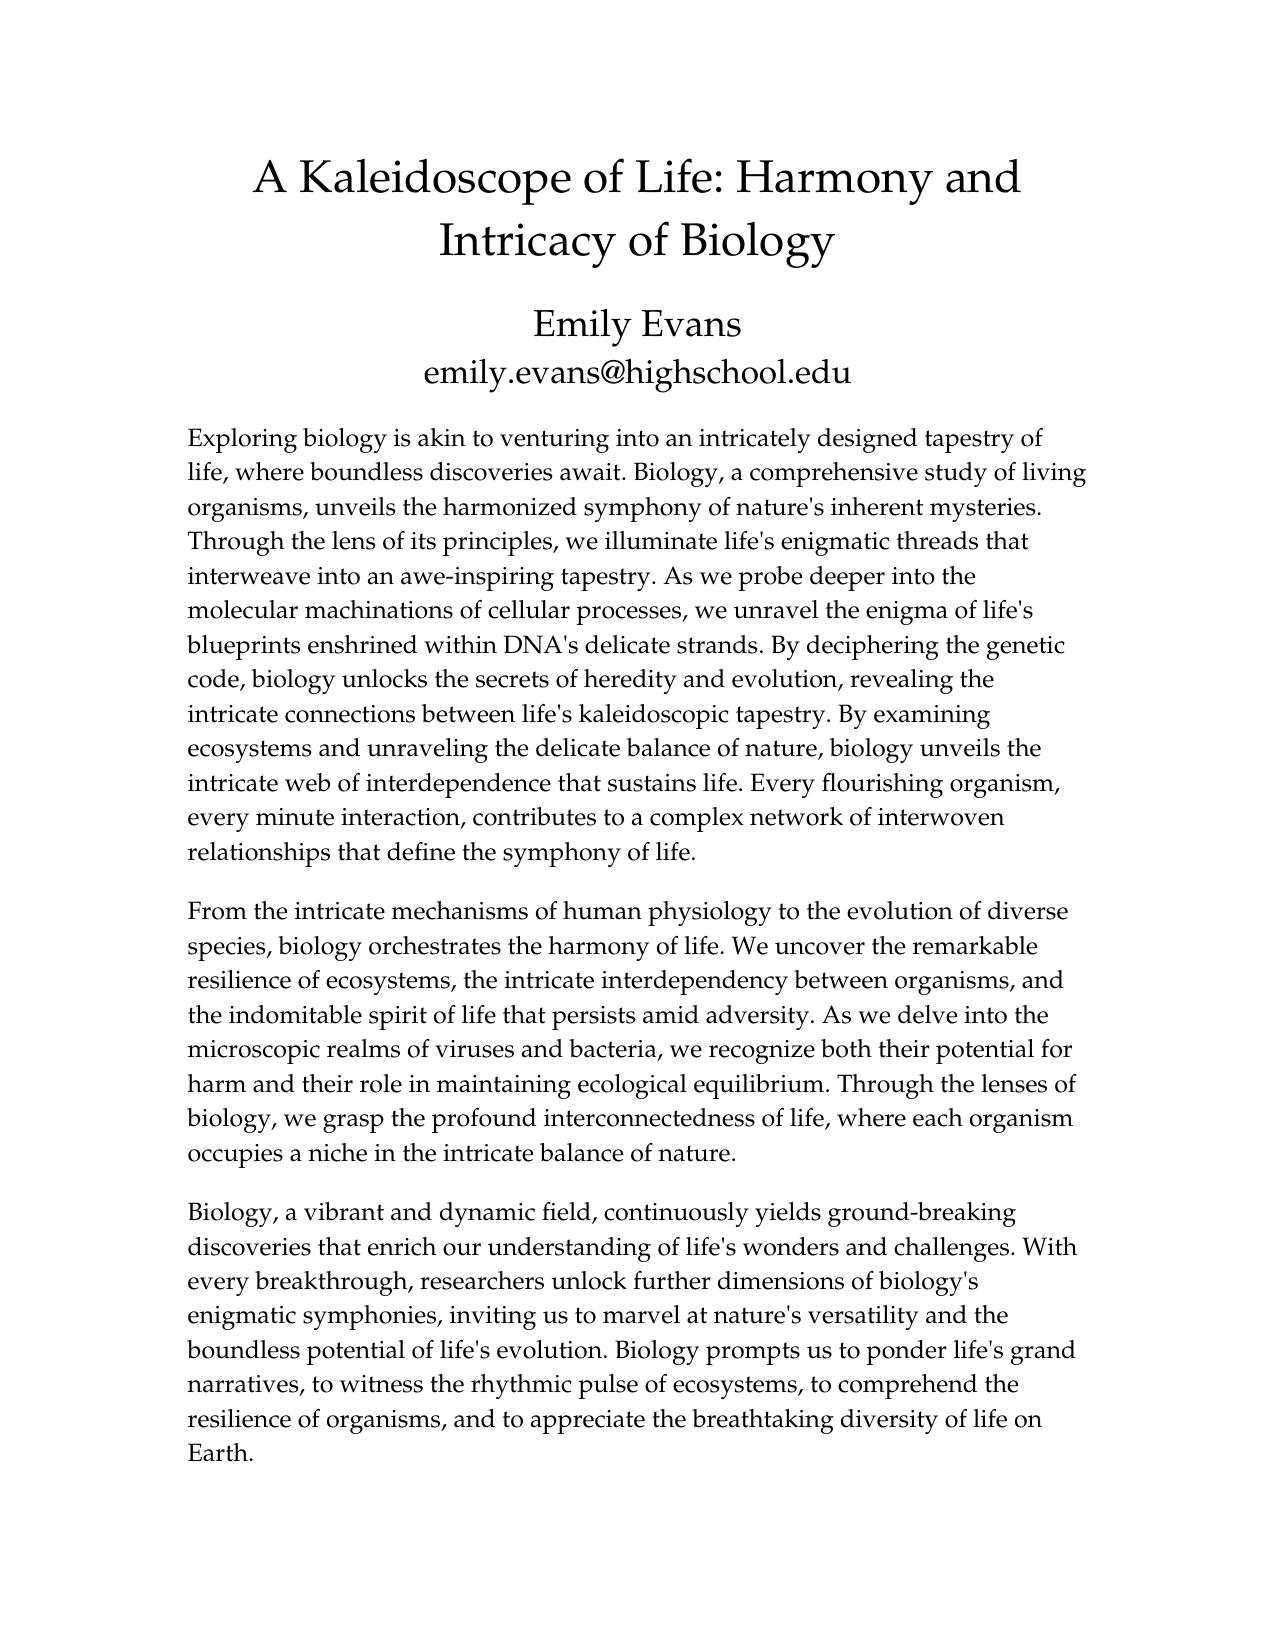 A Kaleidoscope of Life: Harmony and
Intricacy of Biology
Emily Evans
emily.evans@highschool.edu
Exploring biology is akin to venturing into an intricately designed tapestry of
life, where boundless discoveries await. Biology, a comprehensive study of living
organisms, unveils the harmonized symphony of nature's inherent mysteries.
Through the lens of its principles, we illuminate life's enigmatic threads that
interweave into an awe-inspiring tapestry. As we probe deeper into the
molecular machinations of cellular processes, we unravel the enigma of life's
blueprints enshrined within DNA's delicate strands. By deciphering the genetic
code, biology unlocks the secrets of heredity and evolution, revealing the
intricate connections between life's kaleidoscopic tapestry. By examining
ecosystems and unraveling the delicate balance of nature, biology unveils the
intricate web of interdependence that sustains life. Every flourishing organism,
every minute interaction, contributes to a complex network of interwoven
relationships that define the symphony of life.
From the intricate mechanisms of human physiology to the evolution of diverse
species, biology orchestrates the harmony of life. We uncover the remarkable
resilience of ecosystems, the intricate interdependency between organisms, and
the indomitable spirit of life that persists amid adversity. As we delve into the
microscopic realms of viruses and bacteria, we recognize both their potential for
harm and their role in maintaining ecological equilibrium. Through the lenses of
biology, we grasp the profound interconnectedness of life, where each organism
occupies a niche in the intricate balance of nature.
Biology, a vibrant and dynamic field, continuously yields ground-breaking
discoveries that enrich our understanding of life's wonders and challenges. With
every breakthrough, researchers unlock further dimensions of biology's
enigmatic symphonies, inviting us to marvel at nature's versatility and the
boundless potential of life's evolution. Biology prompts us to ponder life's grand
narratives, to witness the rhythmic pulse of ecosystems, to comprehend the
resilience of organisms, and to appreciate the breathtaking diversity of life on
Earth.